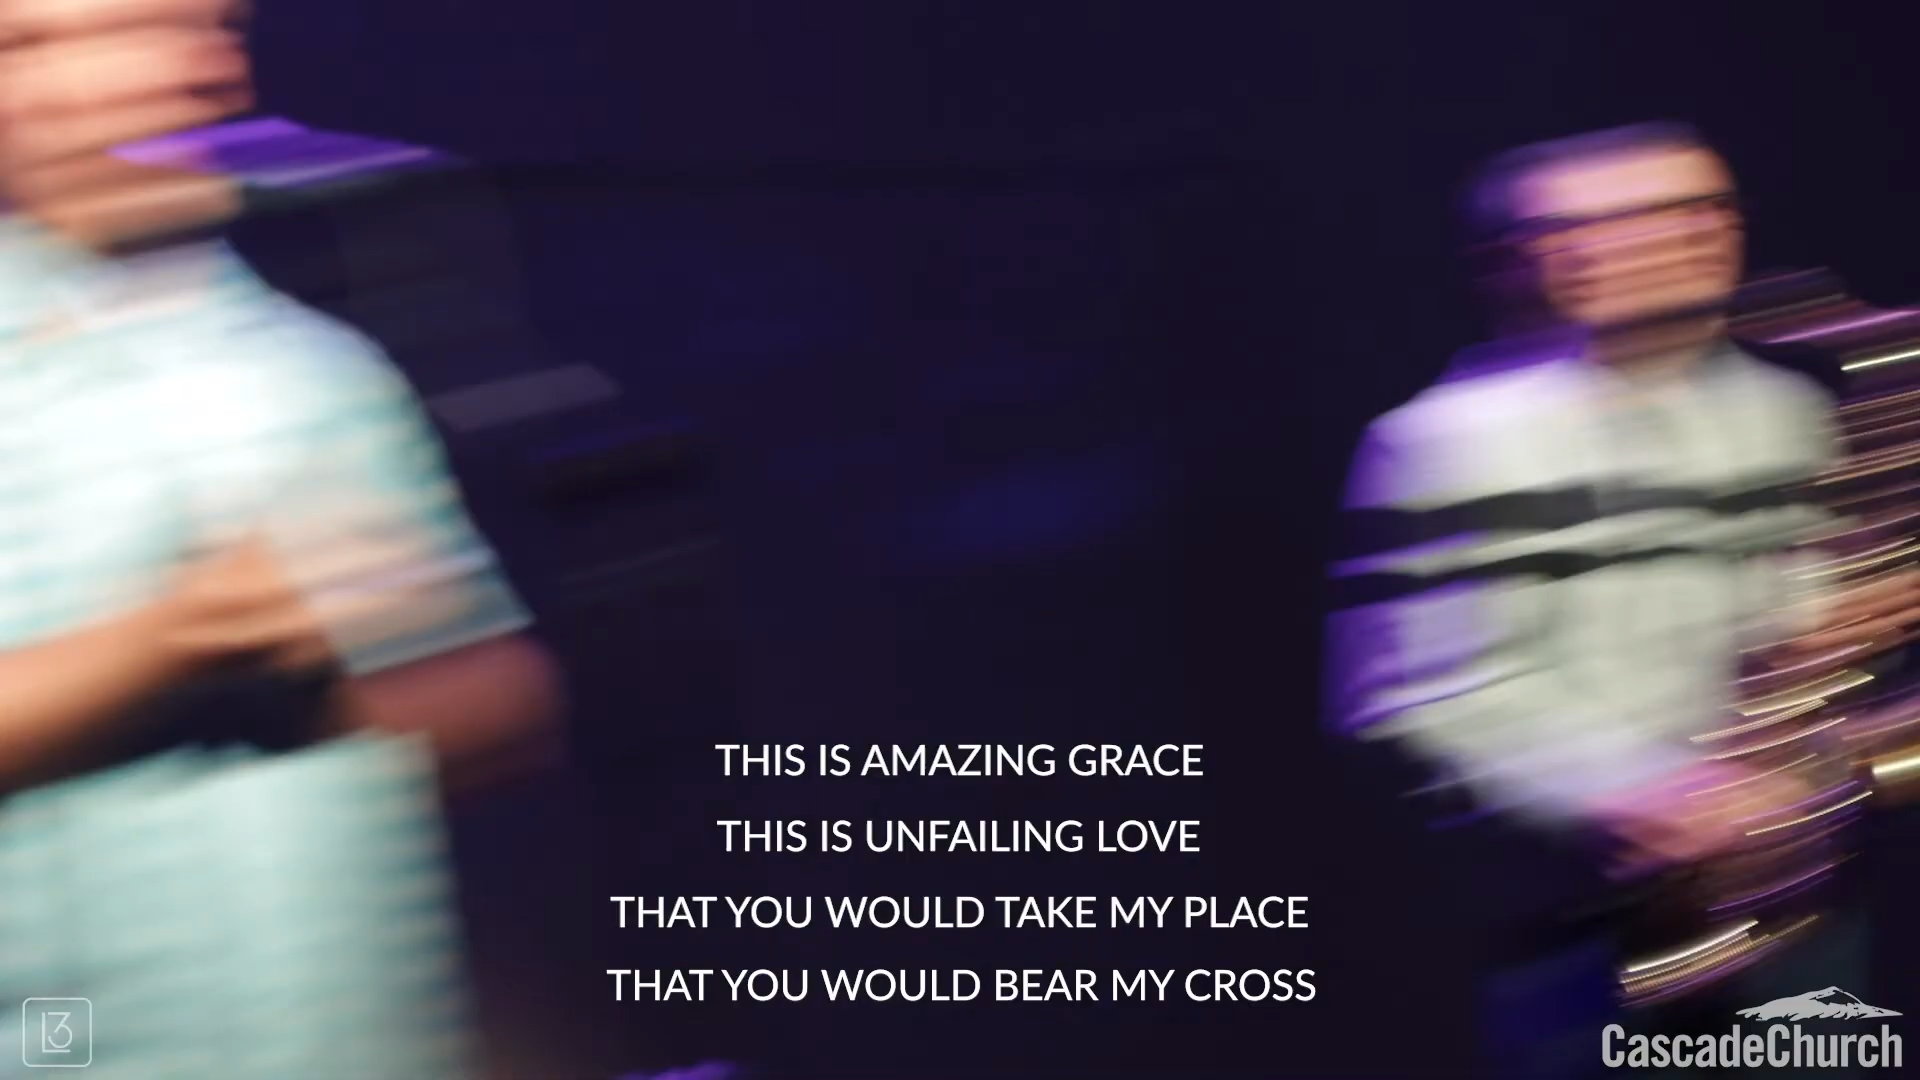 THIS IS AMAZING GRACE
THIS IS UNFAILING LOVE
THAT YOU WOULD TAKE MY PLACE
THAT YOU WOULD BEAR MY CROSS
L3
CascadeChurch